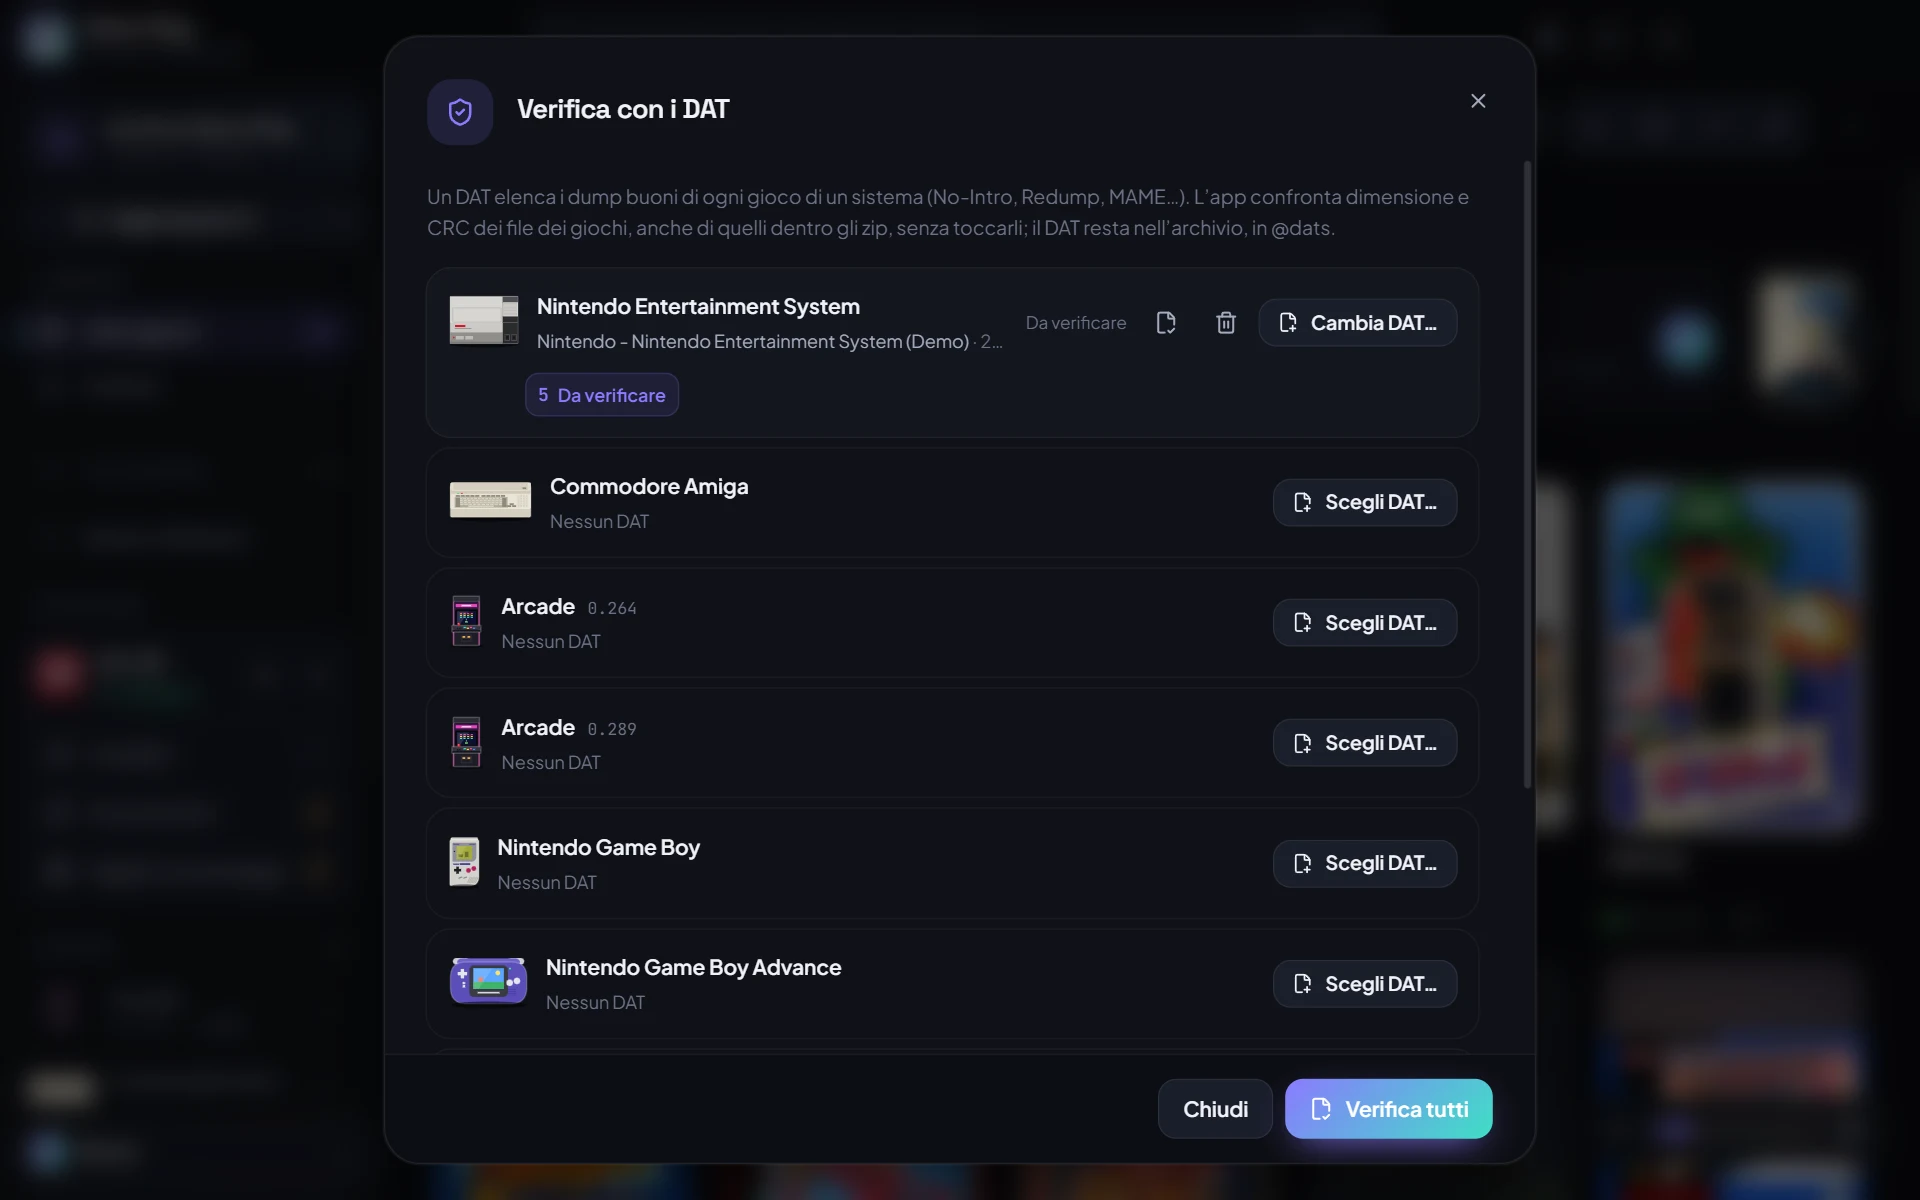 Verifica con i DAT
Un DAT elenca i dump buoni di ogni gioco di un sistema (No-Intro, Redump, MAME…). L’app confronta dimensione e
CRC dei file dei giochi, anche di quelli dentro gli zip, senza toccarli; il DAT resta nell’archivio, in @dats.
Nintendo Entertainment System
Nintendo - Nintendo Entertainment System (Demo) · 2…
Da verificare
Cambia DAT…
5 Da verificare
Commodore Amiga
Nessun DAT
Scegli DAT…
Arcade 0.264
Nessun DAT
Scegli DAT…
Arcade 0.289
Nessun DAT
Scegli DAT…
Nintendo Game Boy
Nessun DAT
Scegli DAT…
Nintendo Game Boy Advance
Nessun DAT
Scegli DAT…
Chiudi
Verifica tutti